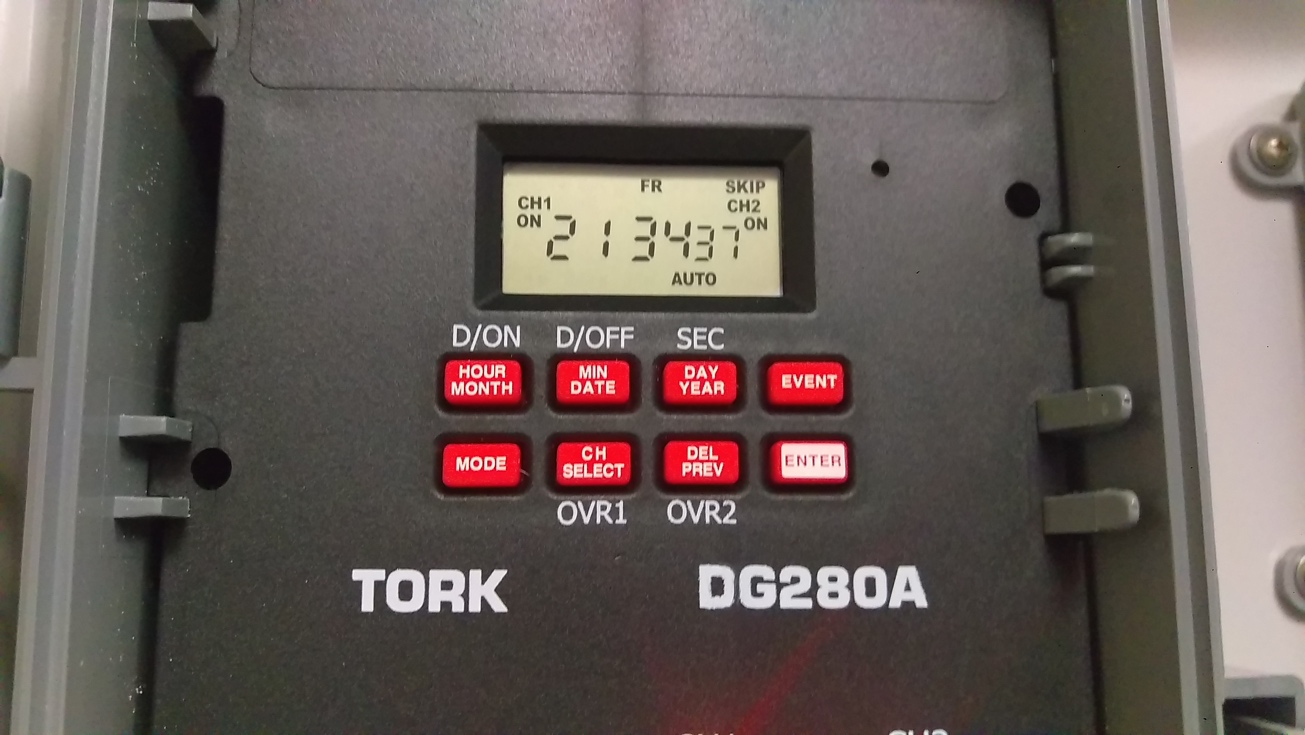 FR SKIP
CH1 CH2
ON ON
21 34 37
AUTO
D/ON D/OFF SEC
HOUR MONTH MIN DATE DAY YEAR EVENT
MODE CH SELECT DEL PREV ENTER
OVR1 OVR2
TORK DG280A